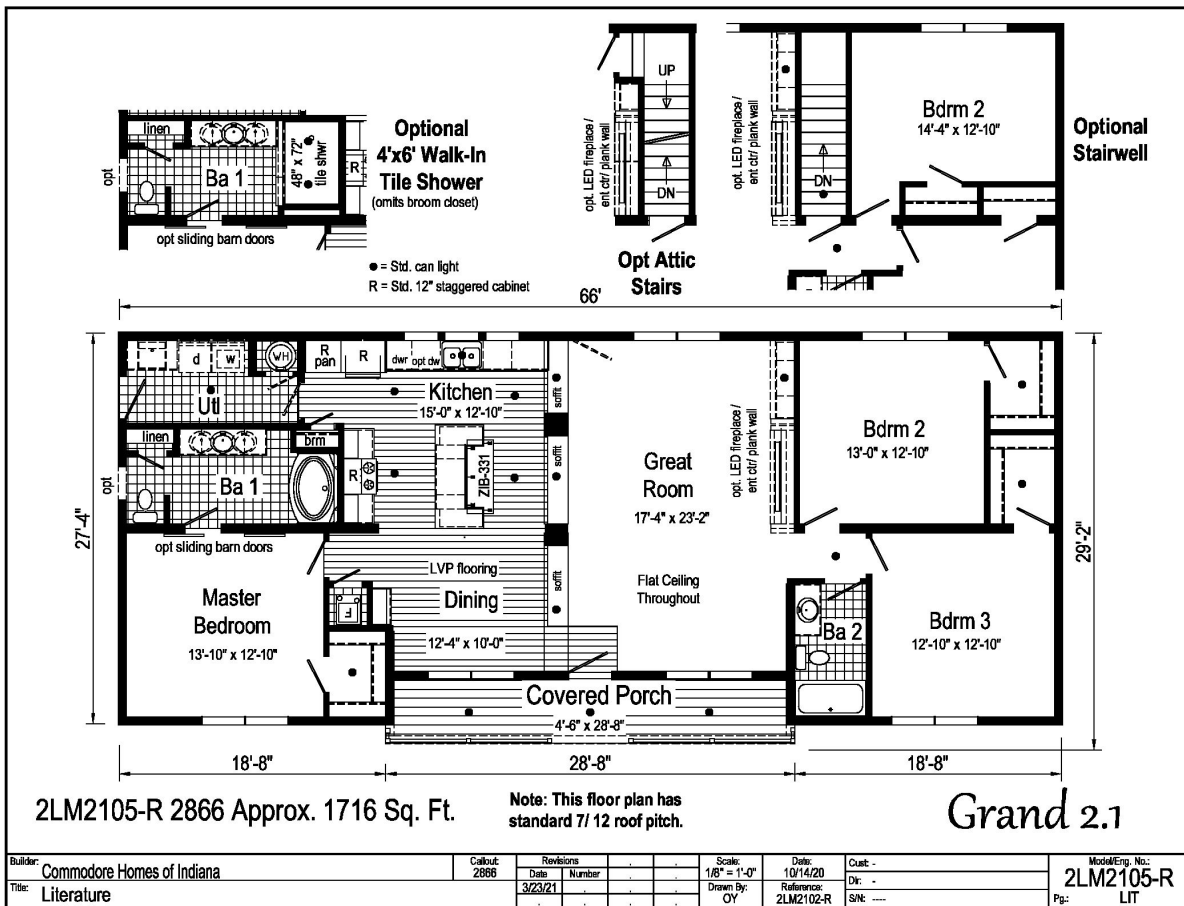 linen
opt
Ba 1
48" x 72"
tile shwr
R
opt sliding barn doors
Optional
4'x6' Walk-In
Tile Shower
(omits broom closet)
● = Std. can light
R = Std. 12" staggered cabinet
UP
DN
opt. LED fireplace /
ent ctr/ plank wall
Opt Attic
Stairs
opt. LED fireplace /
ent ctr/ plank wall
DN
Bdrm 2
14'-4" x 12'-10"
Optional
Stairwell
66'
27'-4"
29'-2"
d
w
WH
R
pan
R
dwr
opt dw
Utl
Kitchen
15'-0" x 12'-10"
soffit
linen
brm
opt
Ba 1
R
ZIB-331
soffit
opt sliding barn doors
Great
Room
17'-4" x 23'-2"
opt. LED fireplace /
ent ctr/ plank wall
Bdrm 2
13'-0" x 12'-10"
Master
Bedroom
13'-10" x 12'-10"
F
LVP flooring
Dining
12'-4" x 10'-0"
soffit
Flat Ceiling
Throughout
Ba 2
Bdrm 3
12'-10" x 12'-10"
Covered Porch
4'-6" x 28'-8"
18'-8"
28'-8"
18'-8"
2LM2105-R 2866 Approx. 1716 Sq. Ft.
Note: This floor plan has
standard 7/ 12 roof pitch.
Grand 2.1
Builder: Commodore Homes of Indiana
Title: Literature
Callout:
2866
Revisions
Date Number
3/23/21
Scale:
1/8" = 1'-0"
Drawn By:
OY
Date:
10/14/20
Reference:
2LM2102-R
Cust: -
Dir: -
S/N: ----
Model/Eng. No.:
2LM2105-R
Pg.: LIT